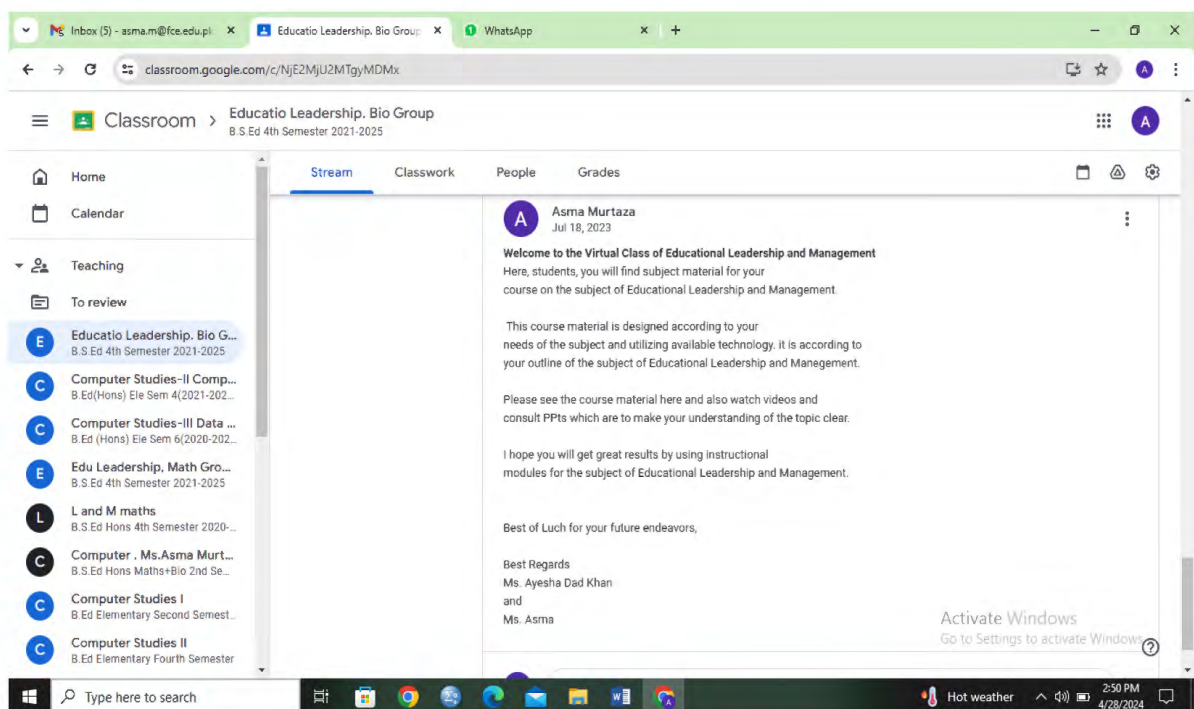 Inbox (5) - asma.m@fce.edu.pk
Educatio Leadership. Bio Group
WhatsApp
classroom.google.com/c/NjE2MjU2MTgyMDMx
A
Classroom > Educatio Leadership. Bio Group
B.S.Ed 4th Semester 2021-2025
A
Home
Calendar
Teaching
To review
E Educatio Leadership. Bio G...
B.S.Ed 4th Semester 2021-2025
C Computer Studies-II Comp...
B.Ed(Hons) Ele Sem 4(2021-202...
C Computer Studies-III Data ...
B.Ed (Hons) Ele Sem 6(2020-202...
E Edu Leadership, Math Gro...
B.S.Ed 4th Semester 2021-2025
L L and M maths
B.S.Ed Hons 4th Semester 2020-...
C Computer . Ms.Asma Murt...
B.S.Ed Hons Maths+Bio 2nd Se...
C Computer Studies I
B.Ed Elementary Second Semest...
C Computer Studies II
B.Ed Elementary Fourth Semester
Stream Classwork People Grades
A Asma Murtaza
Jul 18, 2023
Welcome to the Virtual Class of Educational Leadership and Management
Here, students, you will find subject material for your
course on the subject of Educational Leadership and Management.
This course material is designed according to your
needs of the subject and utilizing available technology. it is according to
your outline of the subject of Educational Leadership and Manegement.
Please see the course material here and also watch videos and
consult PPTs which are to make your understanding of the topic clear.
I hope you will get great results by using instructional
modules for the subject of Educational Leadership and Management.
Best of Luch for your future endeavors,
Best Regards
Ms. Ayesha Dad Khan
and
Ms. Asma
Activate Windows
Go to Settings to activate Windows.
Type here to search
Hot weather
2:50 PM
4/28/2024